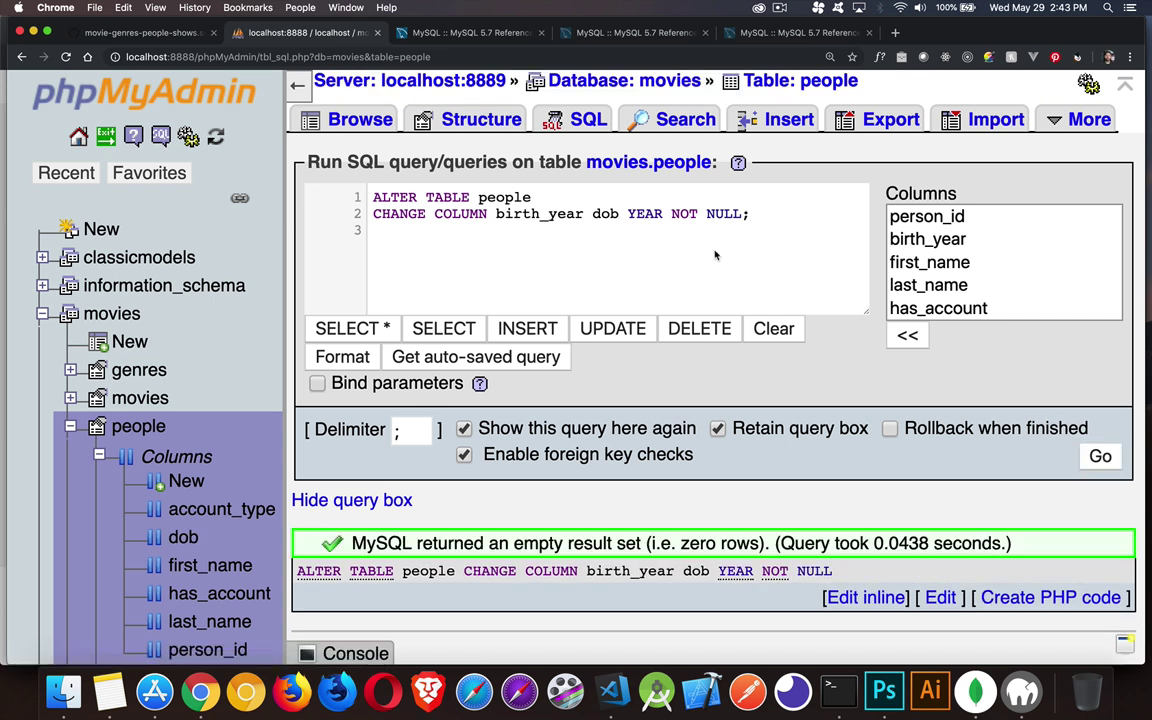 Chrome File Edit View History Bookmarks People Window Help 100% Wed May 29 2:43 PM
movie-genres-people-shows.s localhost:8888 / localhost / m MySQL :: MySQL 5.7 Referenc MySQL :: MySQL 5.7 Referenc MySQL :: MySQL 5.7 Referenc
localhost:8888/phpMyAdmin/tbl_sql.php?db=movies&table=people
phpMyAdmin
Recent Favorites
New
classicmodels
information_schema
movies
New
genres
movies
people
Columns
New
account_type
dob
first_name
has_account
last_name
person_id
Server: localhost:8889 » Database: movies » Table: people
Browse Structure SQL Search Insert Export Import More
Run SQL query/queries on table movies.people:
1 ALTER TABLE people
2 CHANGE COLUMN birth_year dob YEAR NOT NULL;
3
Columns
person_id
birth_year
first_name
last_name
has_account
<<
SELECT * SELECT INSERT UPDATE DELETE Clear
Format Get auto-saved query
Bind parameters
[ Delimiter ; ] Show this query here again Retain query box Rollback when finished
Enable foreign key checks
Go
Hide query box
MySQL returned an empty result set (i.e. zero rows). (Query took 0.0438 seconds.)
ALTER TABLE people CHANGE COLUMN birth_year dob YEAR NOT NULL
[Edit inline] [ Edit ] [ Create PHP code ]
Console
Ps Ai